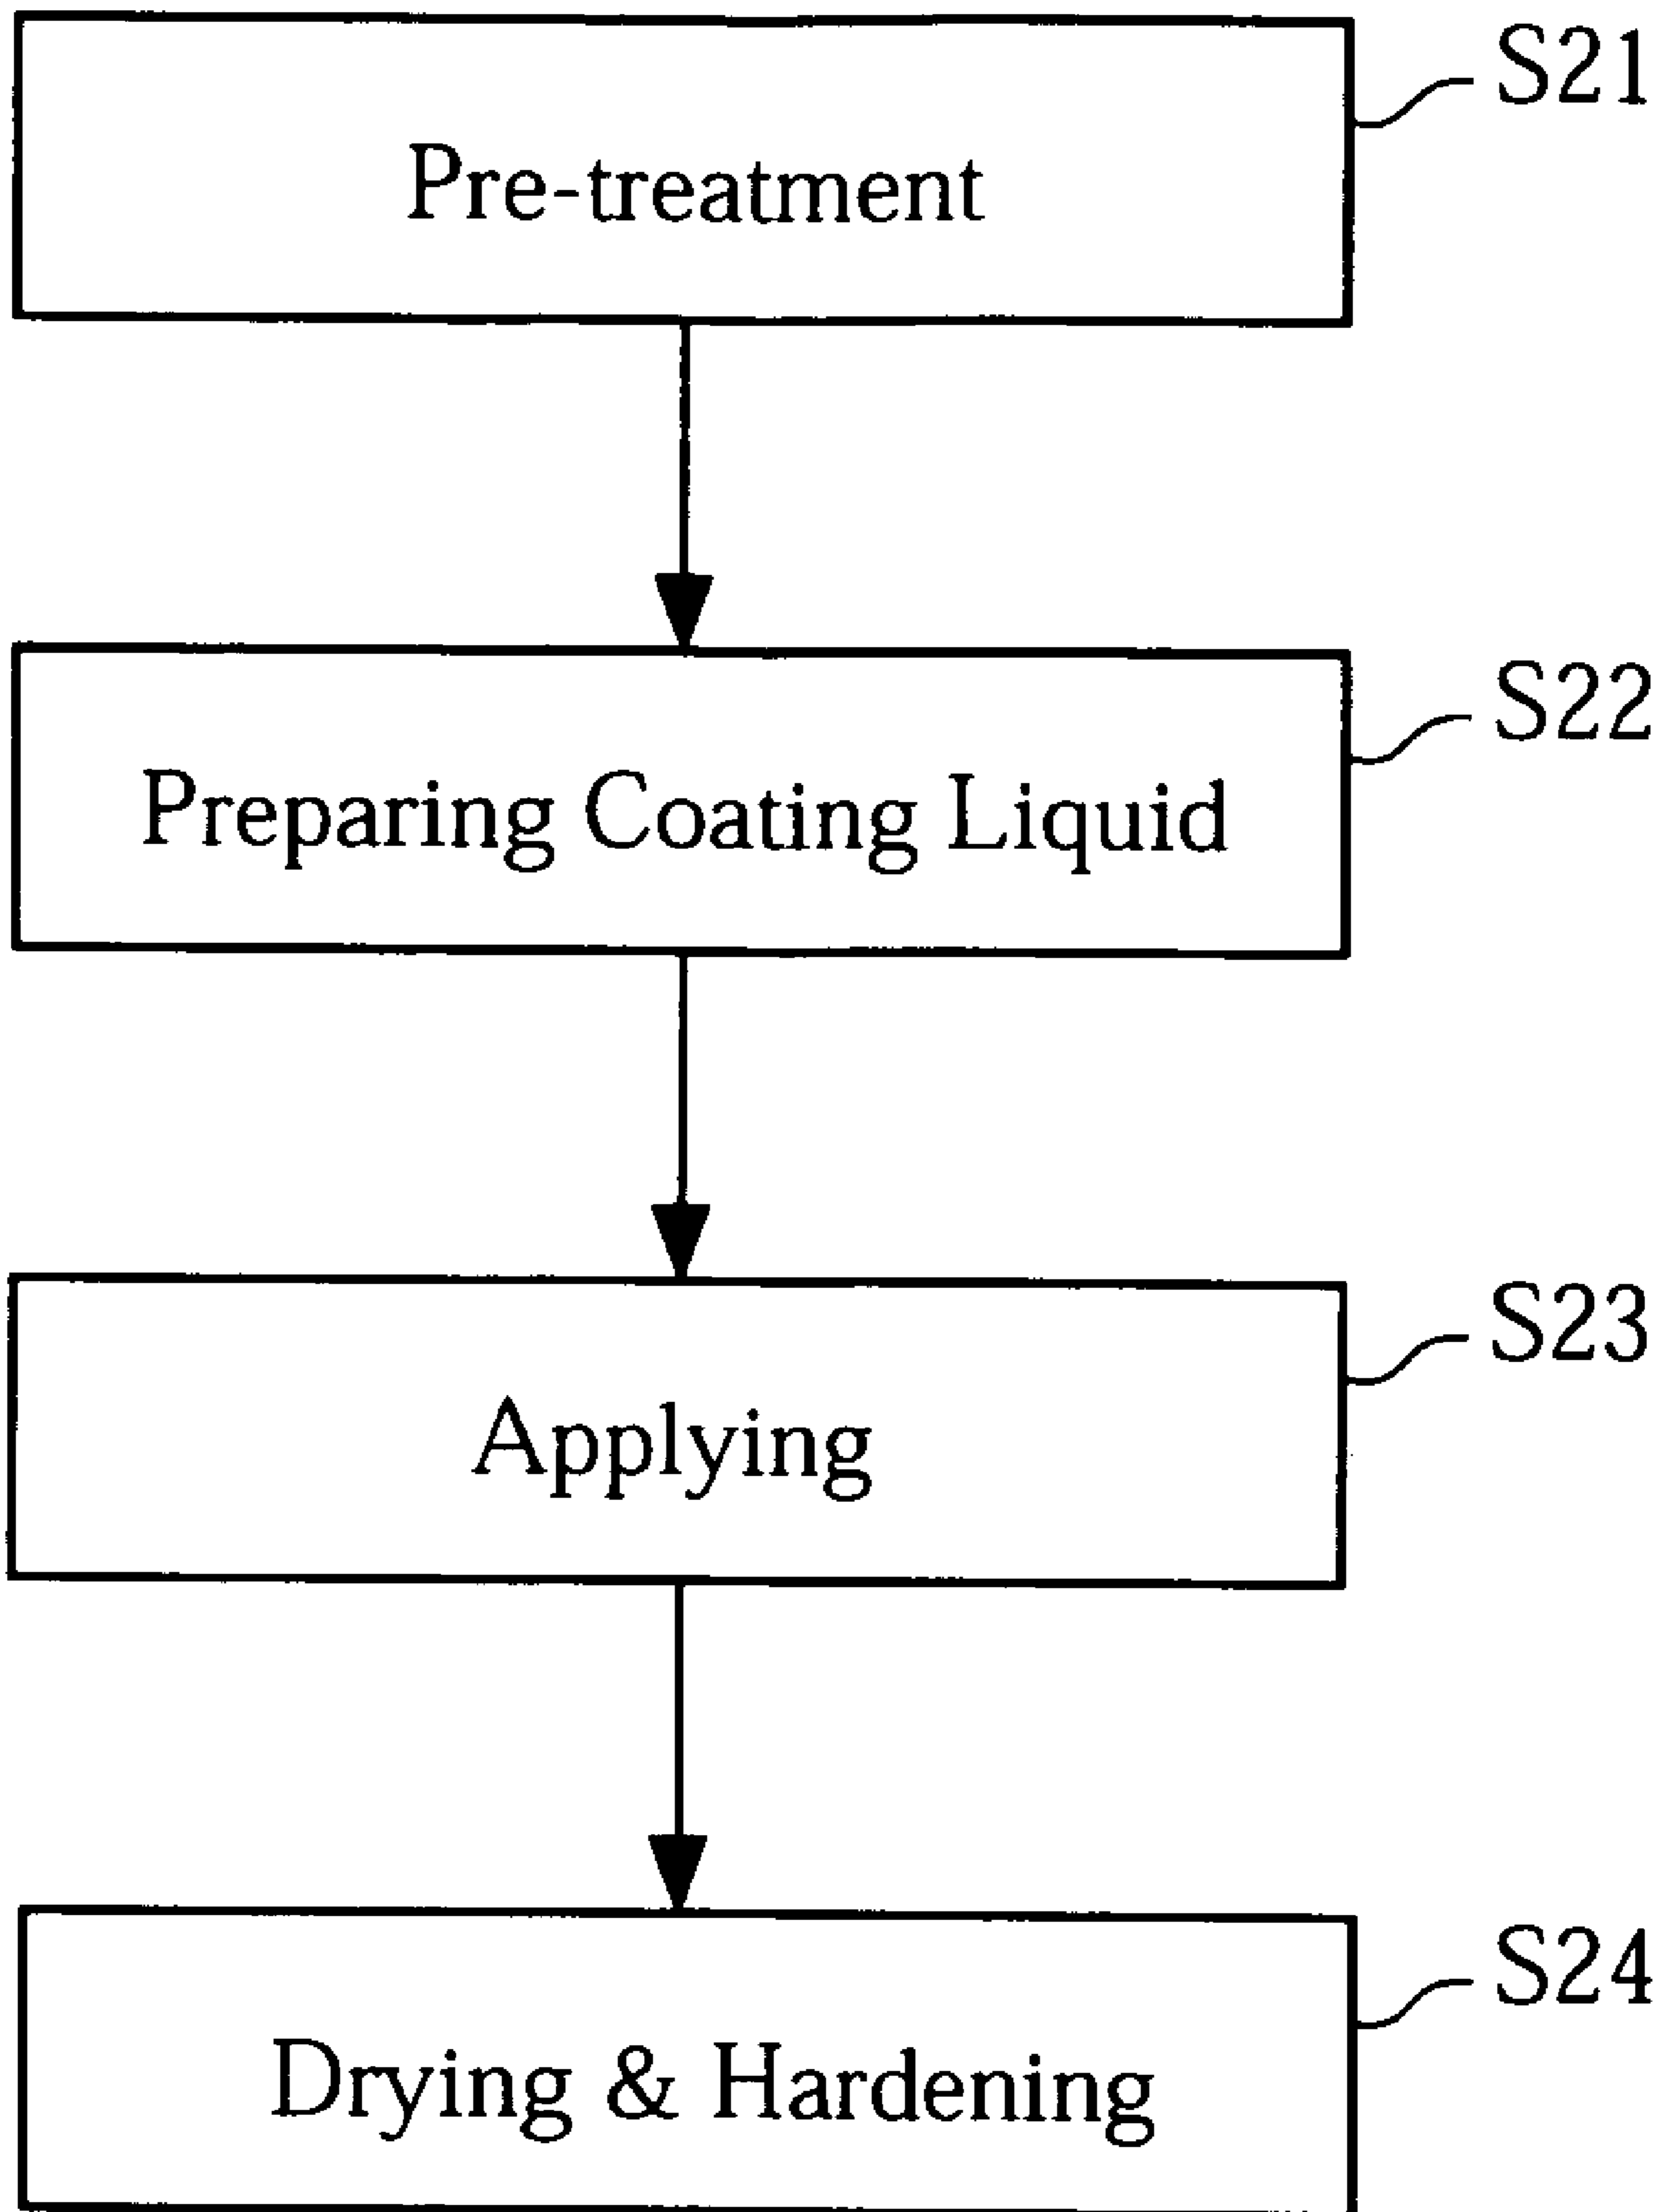 S21
Pre-treatment
S22
Preparing Coating Liquid
S23
Applying
S24
Drying & Hardening